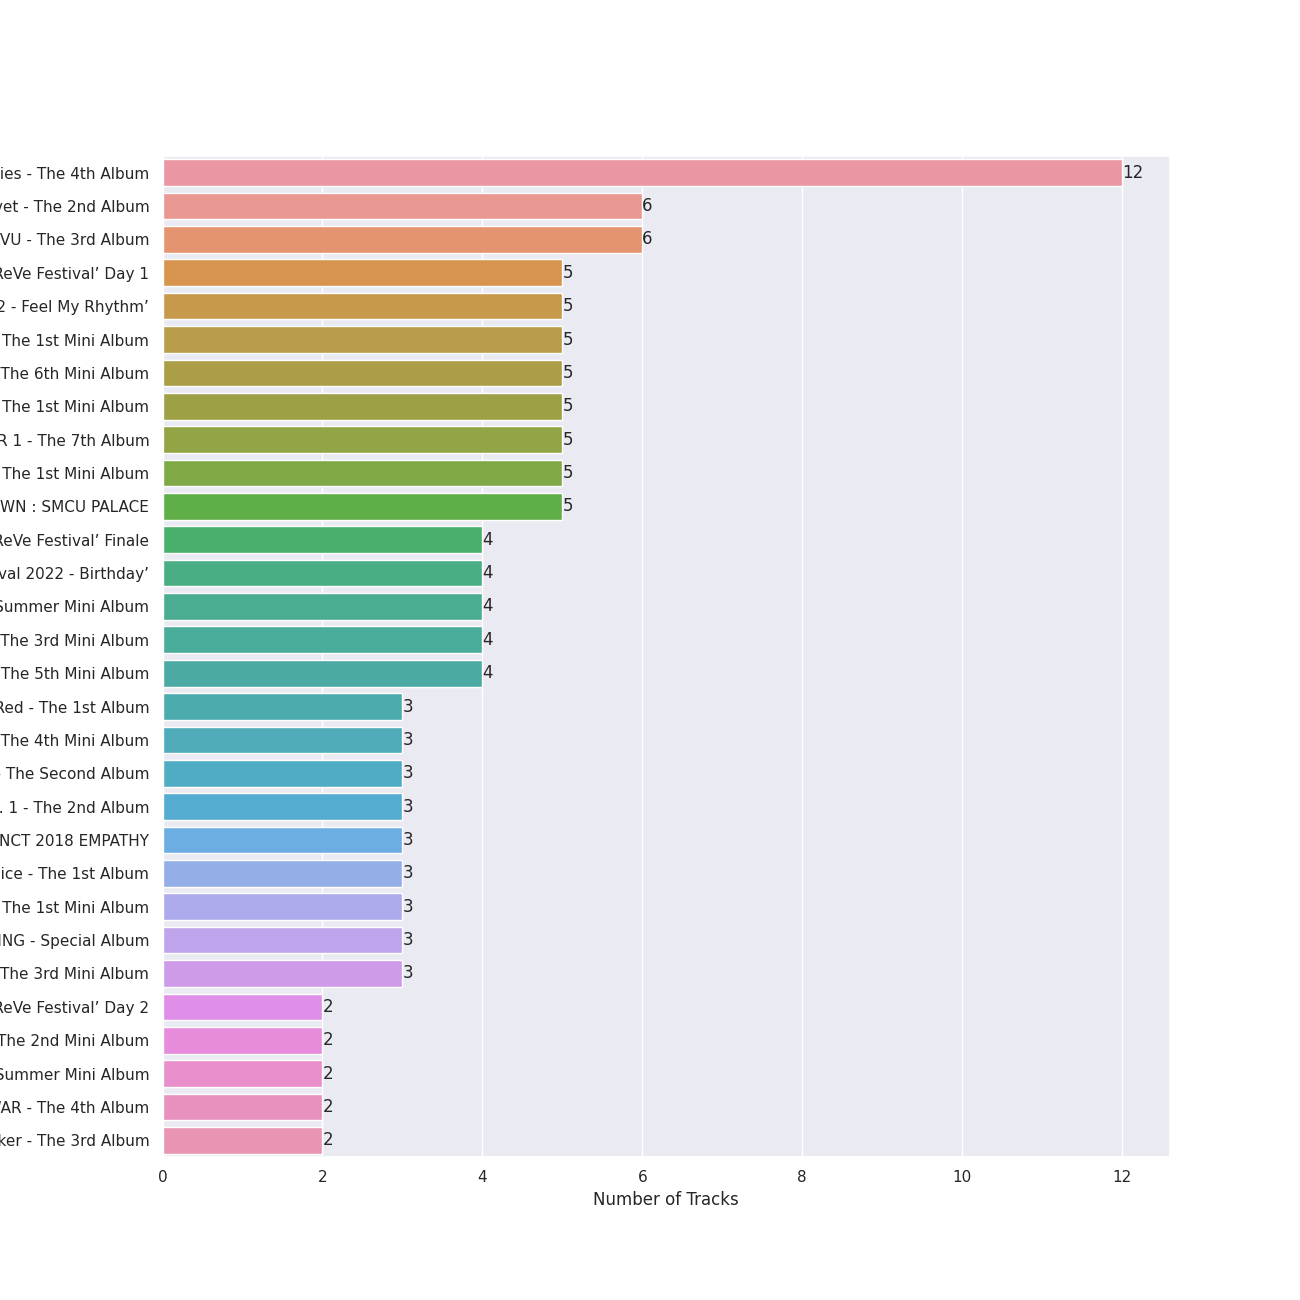 ies - The 4th Album 12
vet - The 2nd Album 6
VU - The 3rd Album 6
ReVe Festival’ Day 1 5
2 - Feel My Rhythm’ 5
The 1st Mini Album 5
The 6th Mini Album 5
The 1st Mini Album 5
R 1 - The 7th Album 5
The 1st Mini Album 5
WN : SMCU PALACE 5
ReVe Festival’ Finale 4
val 2022 - Birthday’ 4
Summer Mini Album 4
The 3rd Mini Album 4
The 5th Mini Album 4
Red - The 1st Album 3
The 4th Mini Album 3
- The Second Album 3
. 1 - The 2nd Album 3
NCT 2018 EMPATHY 3
ice - The 1st Album 3
The 1st Mini Album 3
ING - Special Album 3
The 3rd Mini Album 3
ReVe Festival’ Day 2 2
The 2nd Mini Album 2
Summer Mini Album 2
AR - The 4th Album 2
ker - The 3rd Album 2
0 2 4 6 8 10 12
Number of Tracks